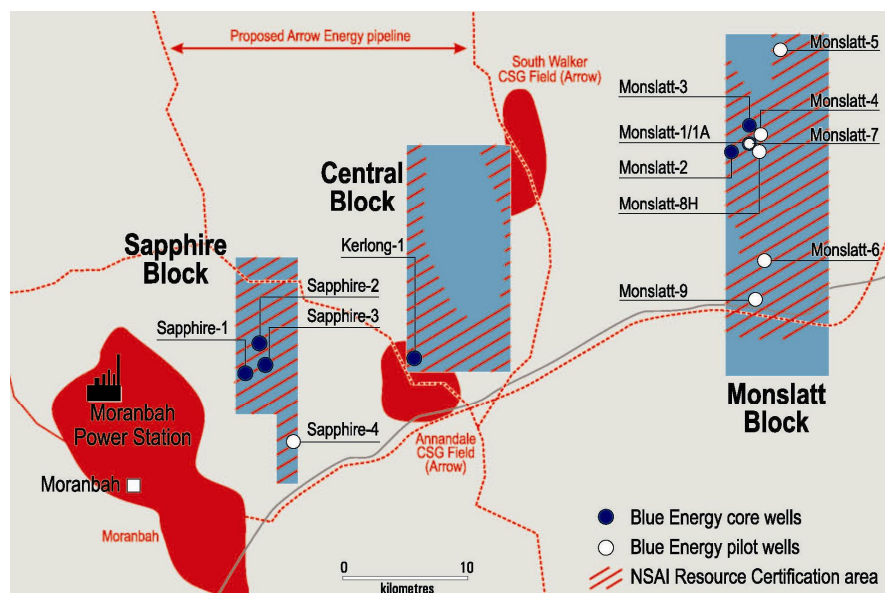 Proposed Arrow Energy pipeline
South Walker
CSG Field (Arrow)
Monslatt-5
Monslatt-3
Monslatt-4
Monslatt-1/1A
Monslatt-7
Monslatt-2
Monslatt-8H
Central
Block
Sapphire
Block
Kerlong-1
Monslatt-6
Sapphire-2
Monslatt-9
Sapphire-1
Sapphire-3
Monslatt
Block
Moranbah
Power Station
Sapphire-4
Annandale
CSG Field
(Arrow)
Moranbah
Moranbah
Blue Energy core wells
Blue Energy pilot wells
NSAI Resource Certification area
0 10
kilometres